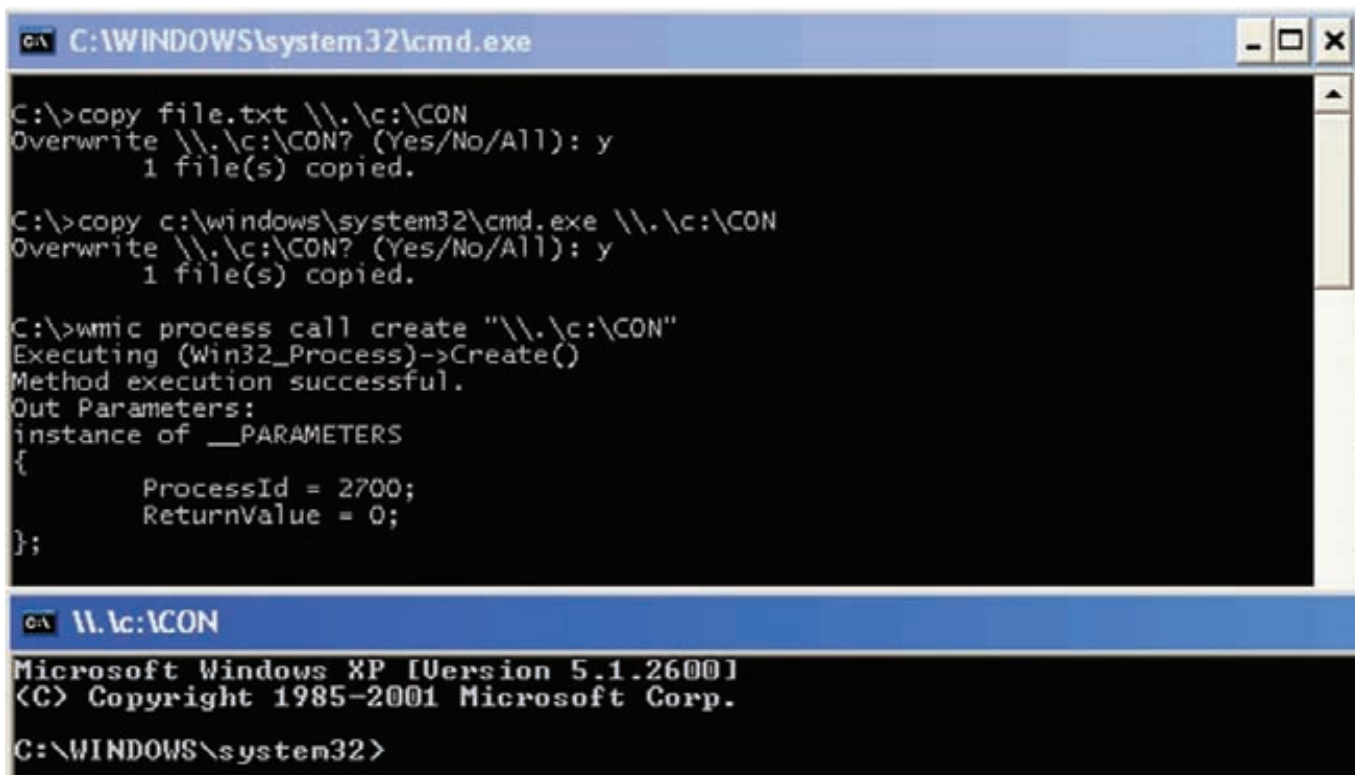 C:\WINDOWS\system32\cmd.exe
C:\>copy file.txt \\.\c:\CON
Overwrite \\.\c:\CON? (Yes/No/All): y
1 file(s) copied.
C:\>copy c:\windows\system32\cmd.exe \\.\c:\CON
Overwrite \\.\c:\CON? (Yes/No/All): y
1 file(s) copied.
C:\>wmic process call create "\\.\c:\CON"
Executing (Win32_Process)->Create()
Method execution successful.
Out Parameters:
instance of __PARAMETERS
{
ProcessId = 2700;
ReturnValue = 0;
};
\\.\c:\CON
Microsoft Windows XP [Version 5.1.2600]
(C) Copyright 1985-2001 Microsoft Corp.
C:\WINDOWS\system32>